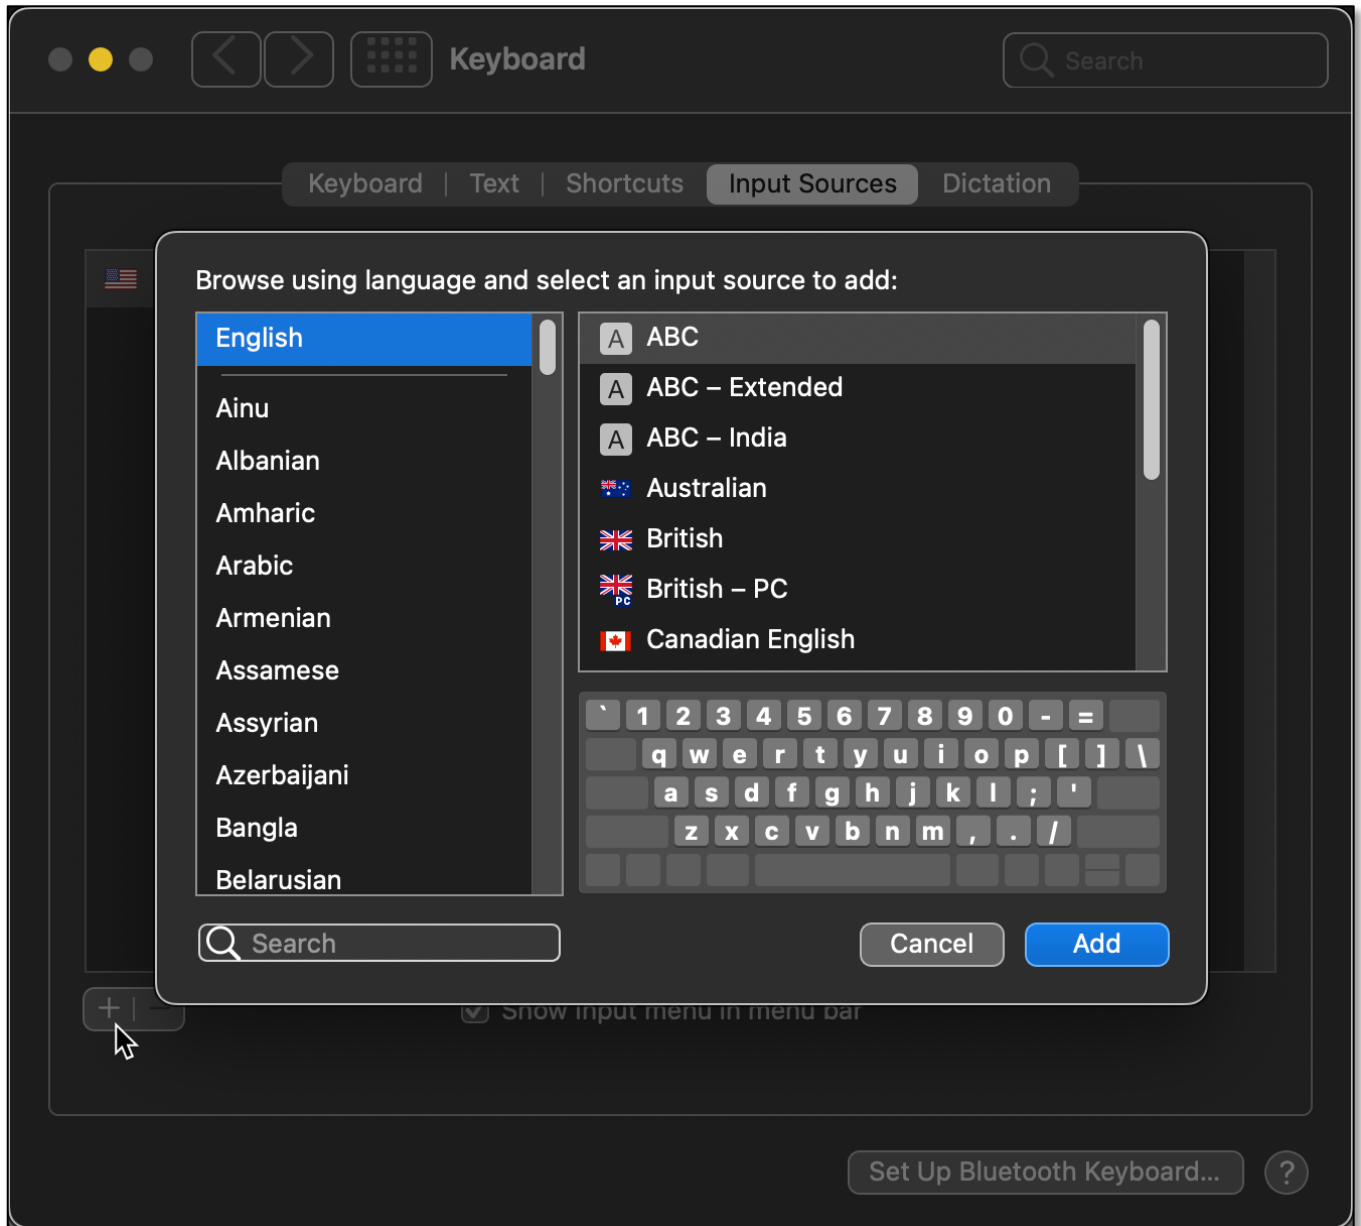 Keyboard
Search
Keyboard Text Shortcuts Input Sources Dictation
Browse using language and select an input source to add:
English
Ainu
Albanian
Amharic
Arabic
Armenian
Assamese
Assyrian
Azerbaijani
Bangla
Belarusian
Search
A ABC
A ABC – Extended
A ABC – India
Australian
British
PC British – PC
Canadian English
` 1 2 3 4 5 6 7 8 9 0 - =
q w e r t y u i o p [ ] \
a s d f g h j k l ; '
z x c v b n m , . /
Cancel Add
+ −
Show Input menu in menu bar
Set Up Bluetooth Keyboard... ?